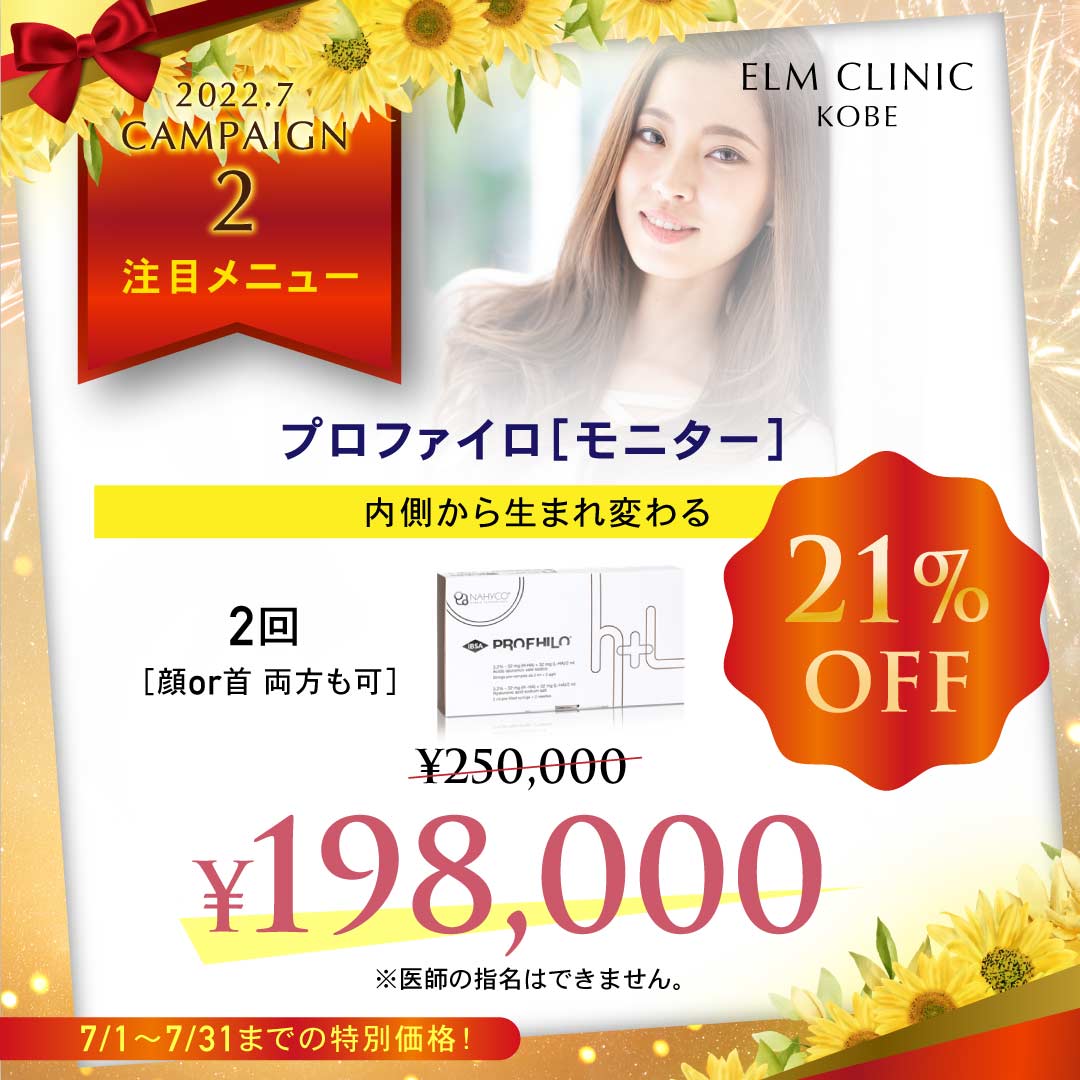 2022.7
CAMPAIGN
2
注目メニュー
ELM CLINIC
KOBE
プロファイロ[モニター]
内側から生まれ変わる
2回
[顔or首 両方も可]
NAHYCO
IBSA PROFHILO
h+L
21%
OFF
¥250,000
¥198,000
※医師の指名はできません。
7/1～7/31までの特別価格!